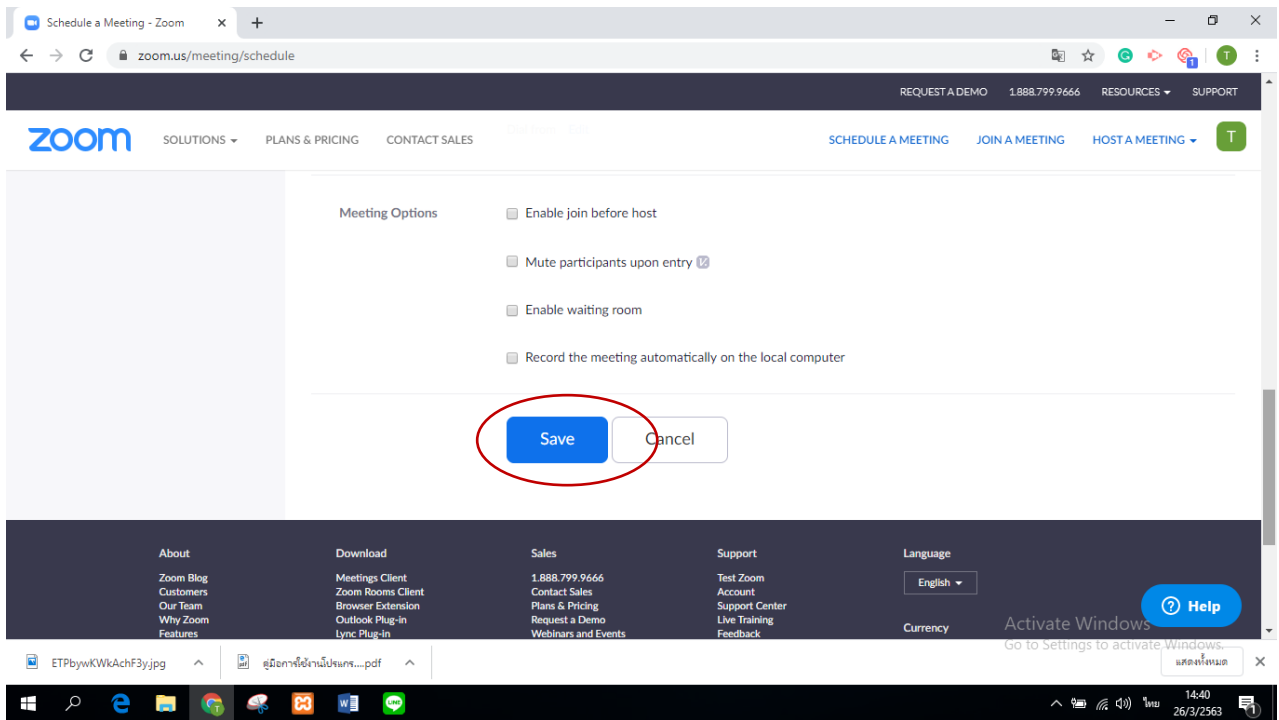 Schedule a Meeting - Zoom
zoom.us/meeting/schedule
T
1
REQUEST A DEMO 1.888.799.9666 RESOURCES SUPPORT
zoom SOLUTIONS PLANS & PRICING CONTACT SALES SCHEDULE A MEETING JOIN A MEETING HOST A MEETING T
Meeting Options
Enable join before host
Mute participants upon entry
Enable waiting room
Record the meeting automatically on the local computer
Save Cancel
About Download Sales Support Language
Zoom Blog Meetings Client 1.888.799.9666 Test Zoom English
Customers Zoom Rooms Client Contact Sales Account
Our Team Browser Extension Plans & Pricing Support Center
Why Zoom Outlook Plug-in Request a Demo Live Training Currency
Features Lync Plug-in Webinars and Events Feedback
Help
Activate Windows
Go to Settings to activate Windows.
ETPbywKWkAchF3y.jpg คู่มือการใช้งานโปรแกร....pdf แสดงทั้งหมด
LINE
ไทย
14:40
26/3/2563
1